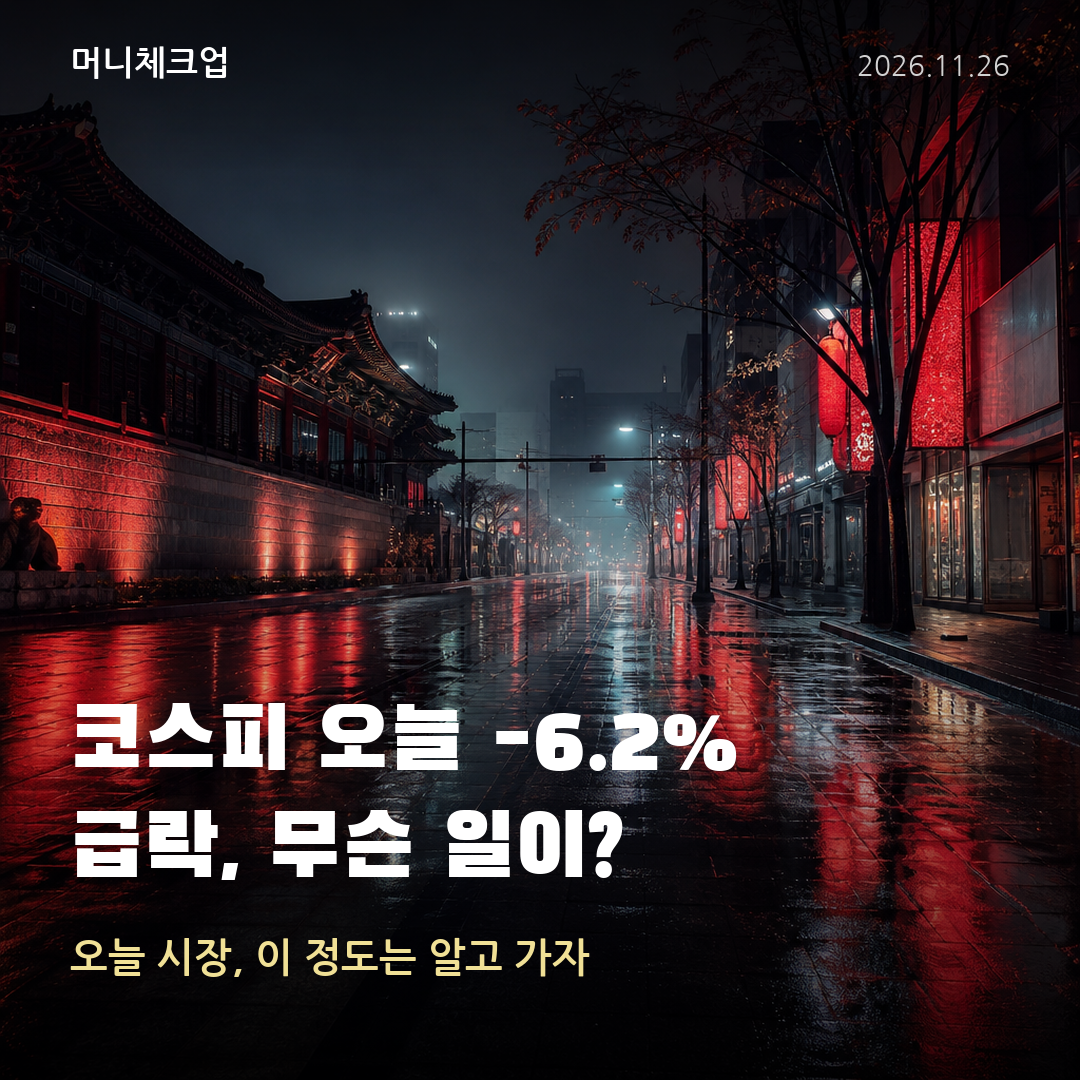 머니체크업
2026.11.26
코스피 오늘 -6.2%
급락, 무슨 일이?
오늘 시장, 이 정도는 알고 가자